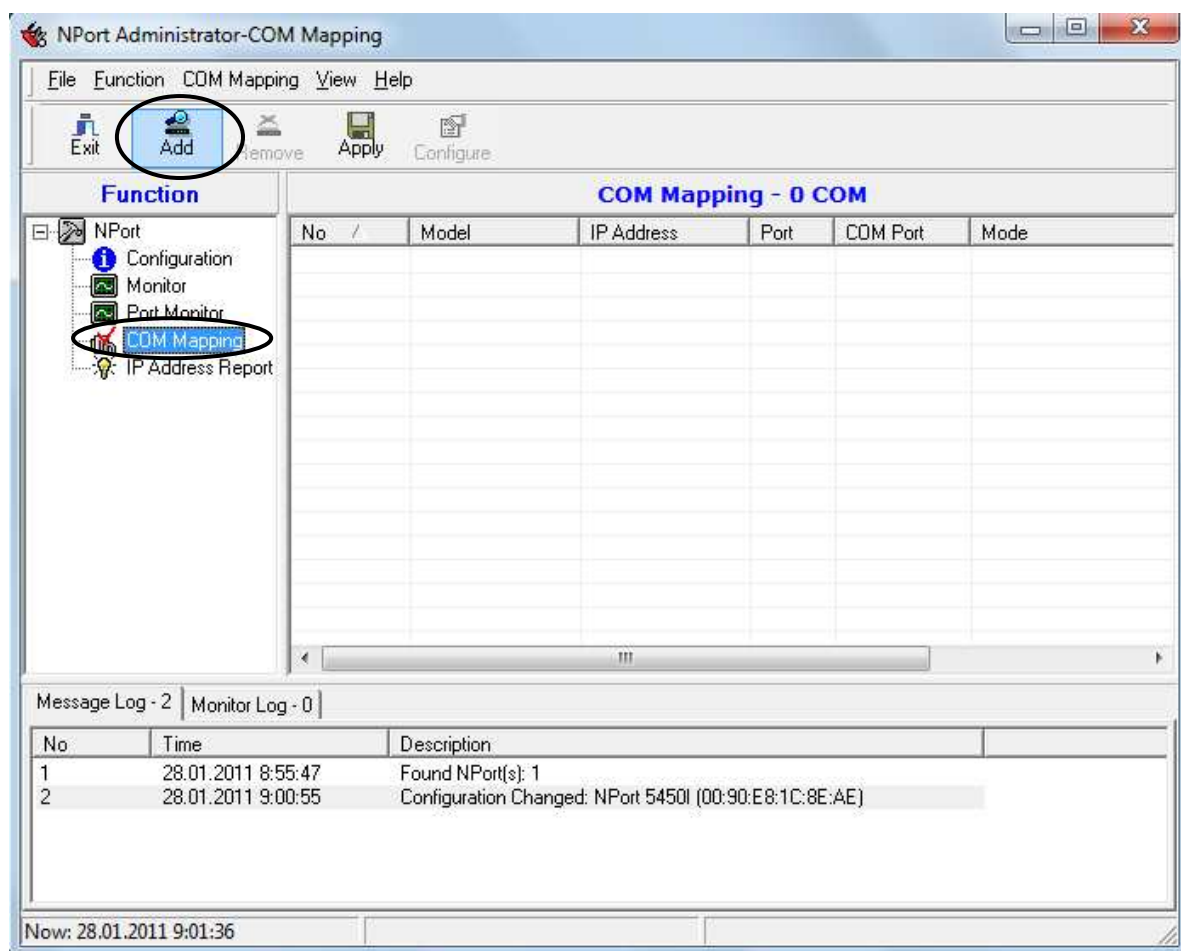 NPort Administrator-COM Mapping
File Function COM Mapping View Help
Exit Add Remove Apply Configure
Function
COM Mapping - 0 COM
NPort
Configuration
Monitor
Port Monitor
COM Mapping
IP Address Report
No Model IP Address Port COM Port Mode
Message Log - 2 Monitor Log - 0
No Time Description
1 28.01.2011 8:55:47 Found NPort(s): 1
2 28.01.2011 9:00:55 Configuration Changed: NPort 5450I (00:90:E8:1C:8E:AE)
Now: 28.01.2011 9:01:36